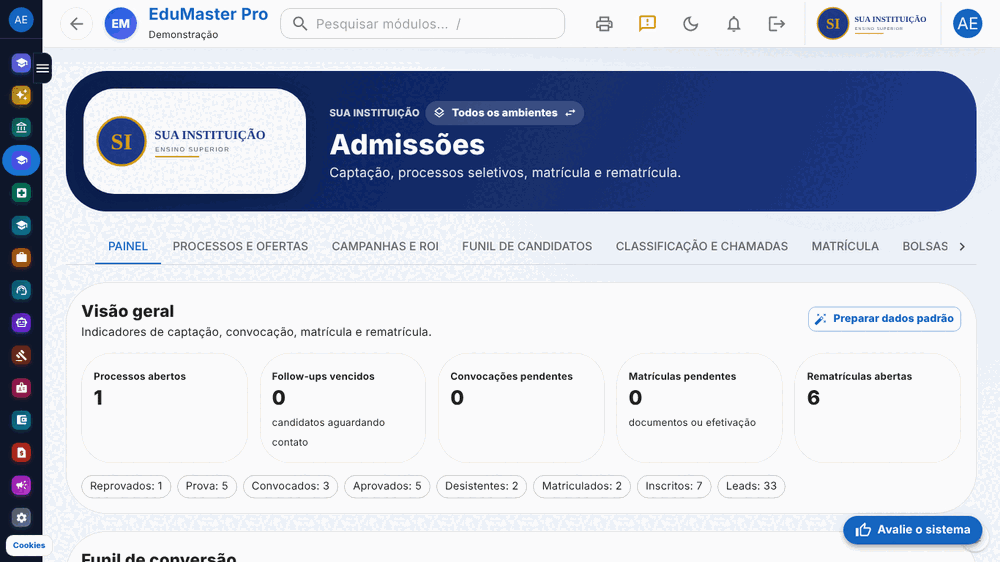 AE
EM
EduMaster Pro
Demonstração
Pesquisar módulos... /
SI
SUA INSTITUIÇÃO
ENSINO SUPERIOR
AE
SI
SUA INSTITUIÇÃO
ENSINO SUPERIOR
SUA INSTITUIÇÃO
Todos os ambientes
Admissões
Captação, processos seletivos, matrícula e rematrícula.
PAINEL
PROCESSOS E OFERTAS
CAMPANHAS E ROI
FUNIL DE CANDIDATOS
CLASSIFICAÇÃO E CHAMADAS
MATRÍCULA
BOLSAS
Visão geral
Indicadores de captação, convocação, matrícula e rematrícula.
Preparar dados padrão
Processos abertos
1
Follow-ups vencidos
0
candidatos aguardando
contato
Convocações pendentes
0
Matrículas pendentes
0
documentos ou efetivação
Rematrículas abertas
6
Reprovados: 1
Prova: 5
Convocados: 3
Aprovados: 5
Desistentes: 2
Matriculados: 2
Inscritos: 7
Leads: 33
Funil de conversão
Avalie o sistema
Cookies